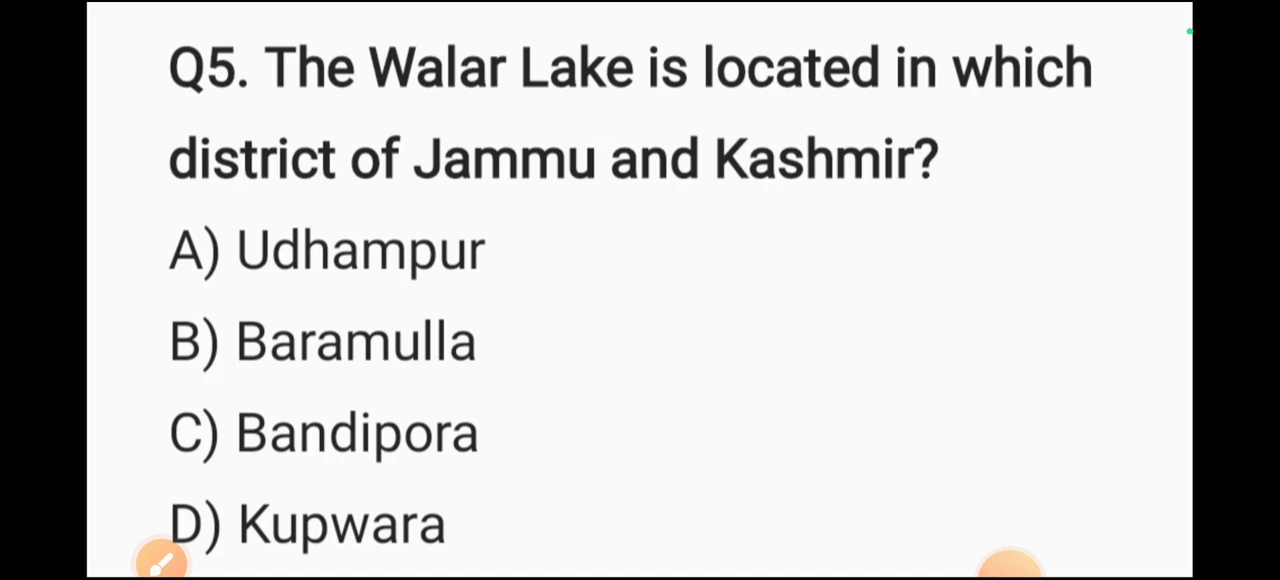 Q5. The Walar Lake is located in which
district of Jammu and Kashmir?
A) Udhampur
B) Baramulla
C) Bandipora
D) Kupwara